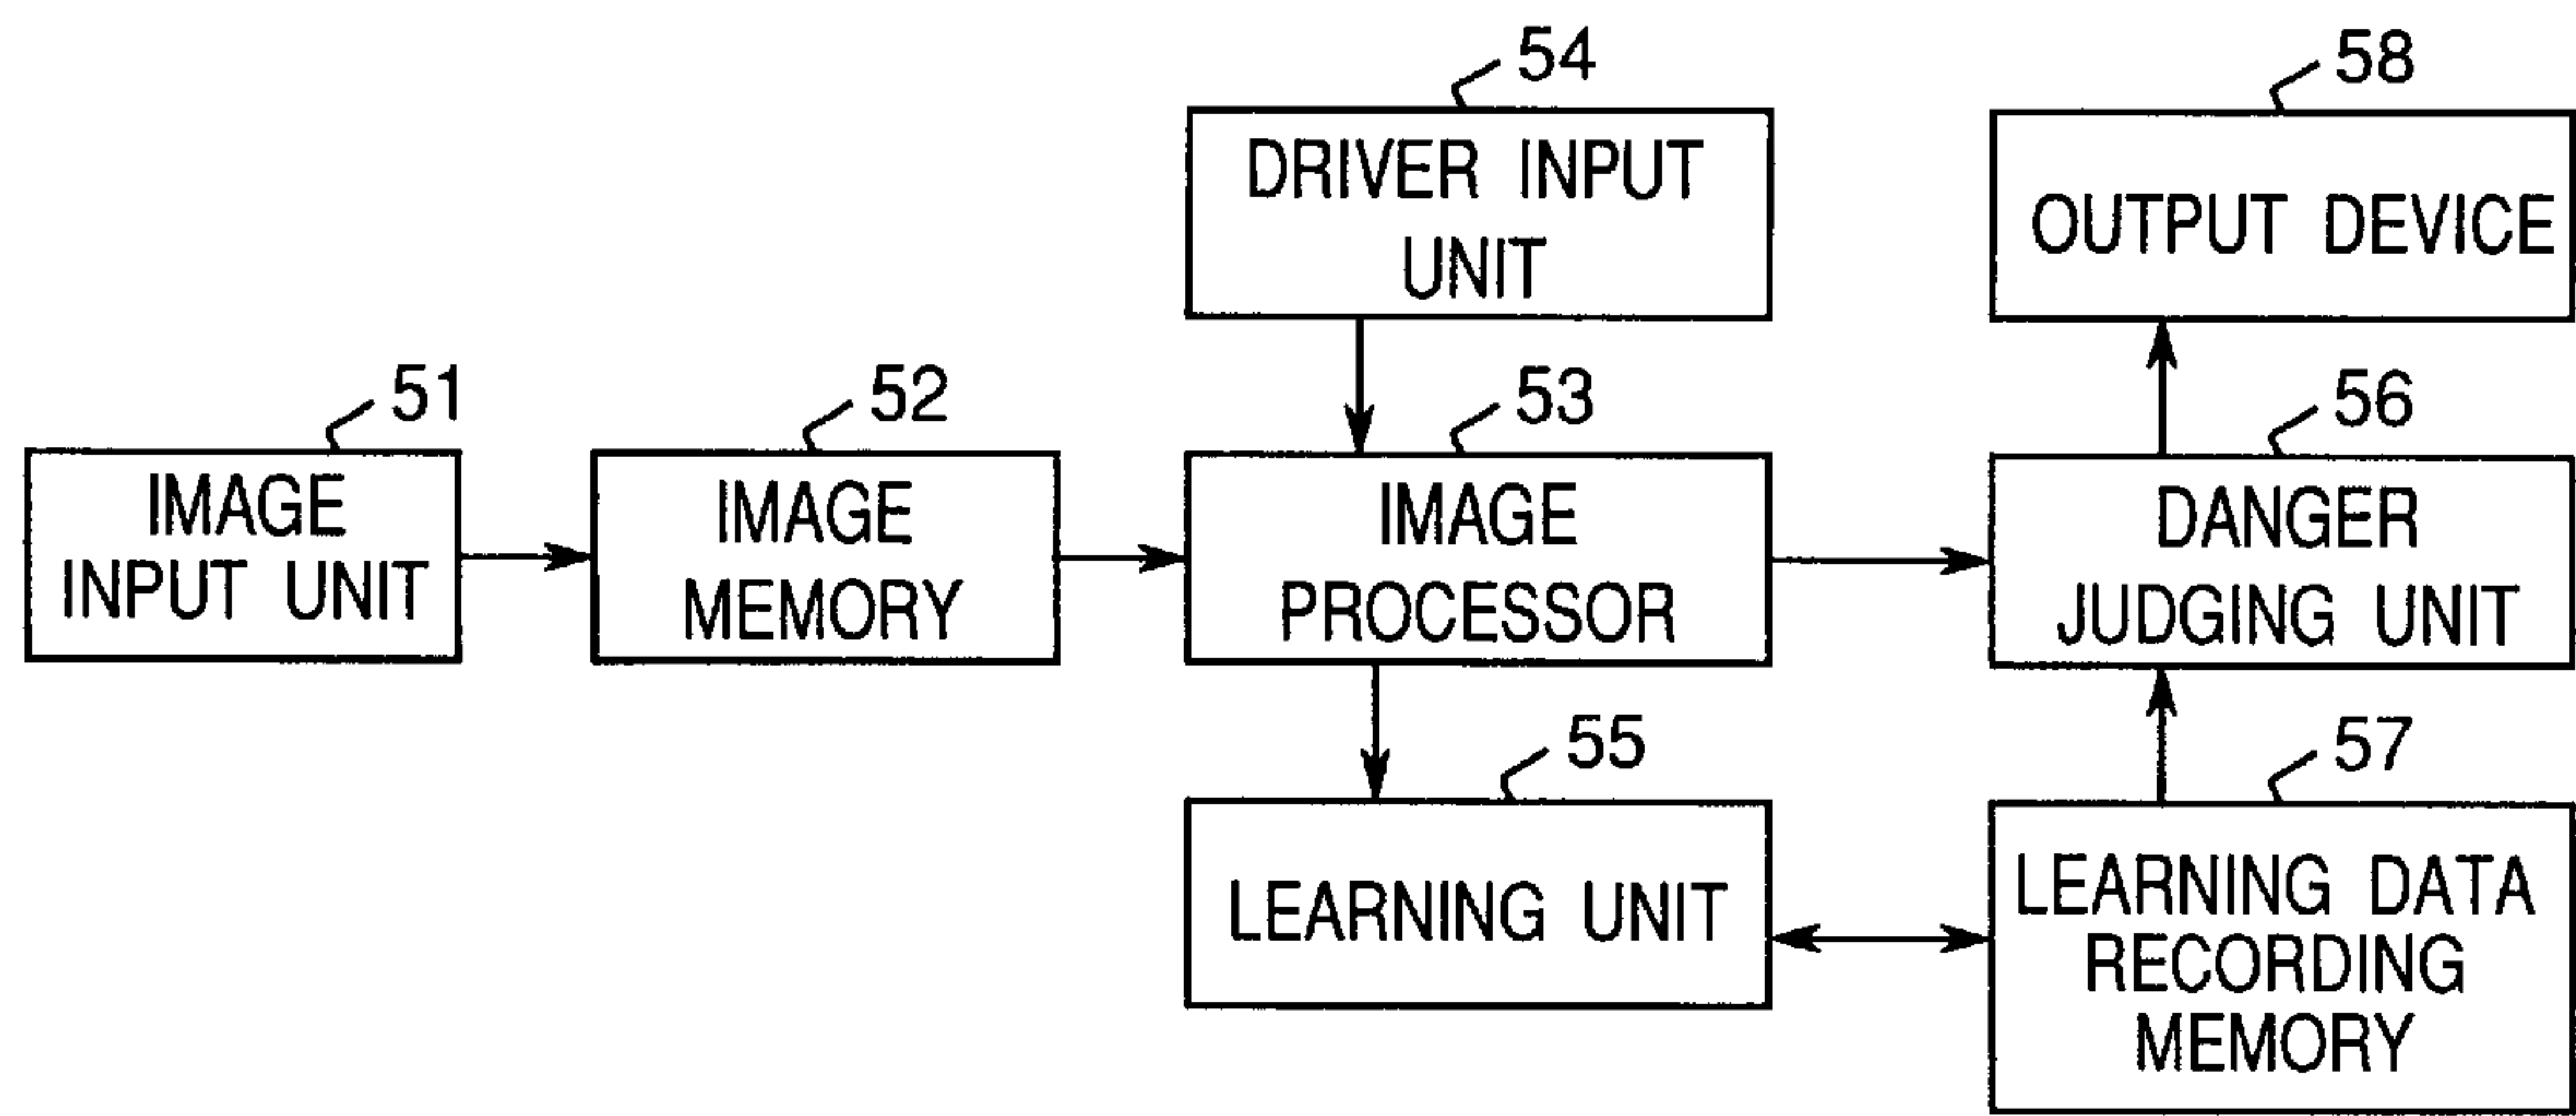 54
DRIVER INPUT
UNIT
58
OUTPUT DEVICE
51
IMAGE
INPUT UNIT
52
IMAGE
MEMORY
53
IMAGE
PROCESSOR
56
DANGER
JUDGING UNIT
55
LEARNING UNIT
57
LEARNING DATA
RECORDING
MEMORY